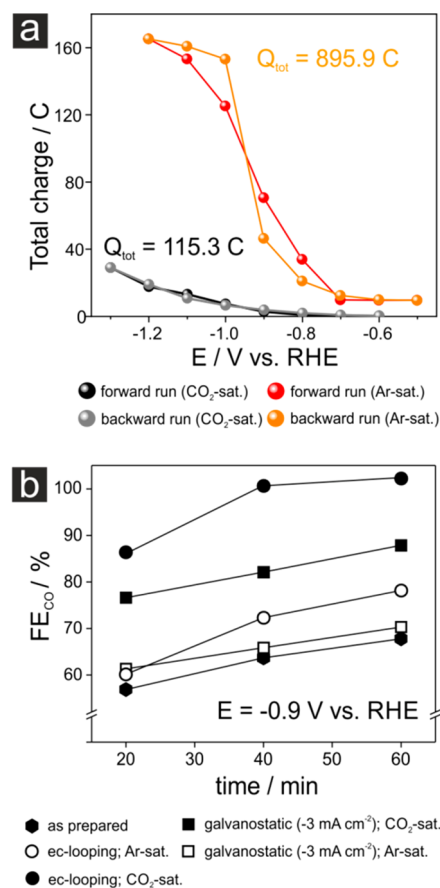 a
160
120
80
40
0
Total charge / C
Qtot = 895.9 C
Qtot = 115.3 C
-1.2 -1.0 -0.8 -0.6
E / V vs. RHE
forward run (CO2-sat.) forward run (Ar-sat.)
backward run (CO2-sat.) backward run (Ar-sat.)
b
100
90
80
70
60
FECO / %
E = -0.9 V vs. RHE
20 30 40 50 60
time / min
as prepared galvanostatic (-3 mA cm-2); CO2-sat.
ec-looping; Ar-sat. galvanostatic (-3 mA cm-2); Ar-sat.
ec-looping; CO2-sat.